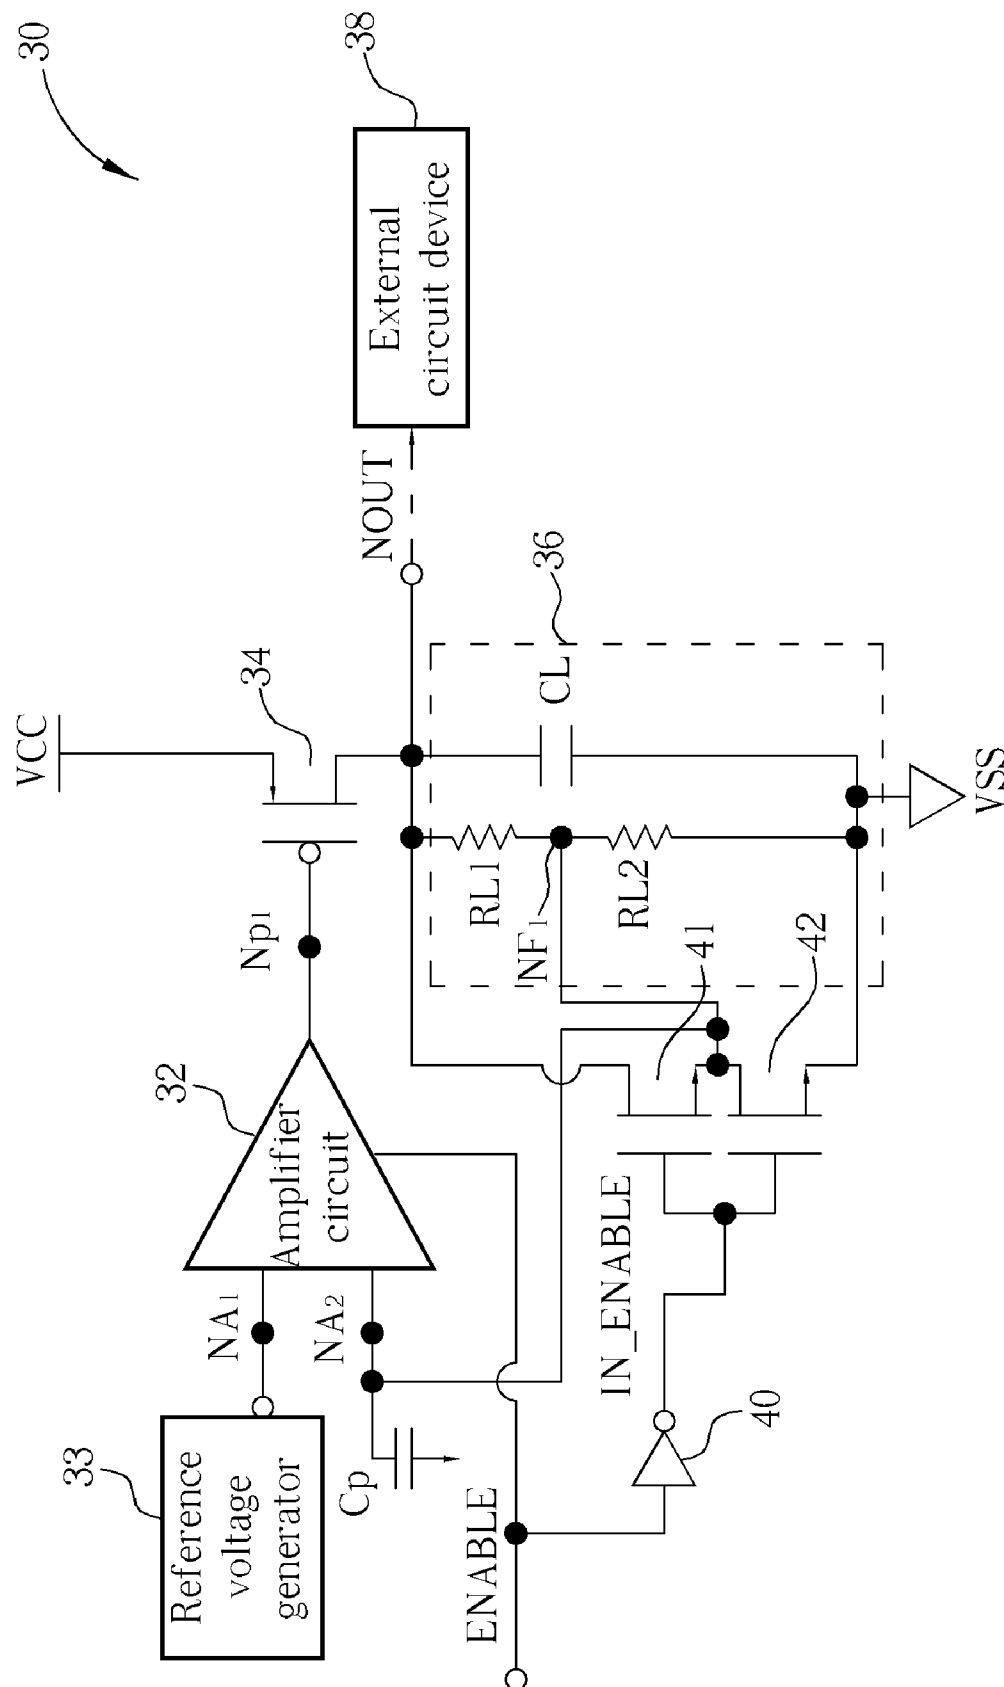 30
VCC
34
38
External
circuit device
NOUT
36
32
Amplifier
circuit
Np1
NA1
NA2
33
Reference
voltage
generator
Cp
CL
RL1
NF1
RL2
VSS
41
42
IN_ENABLE
ENABLE
40